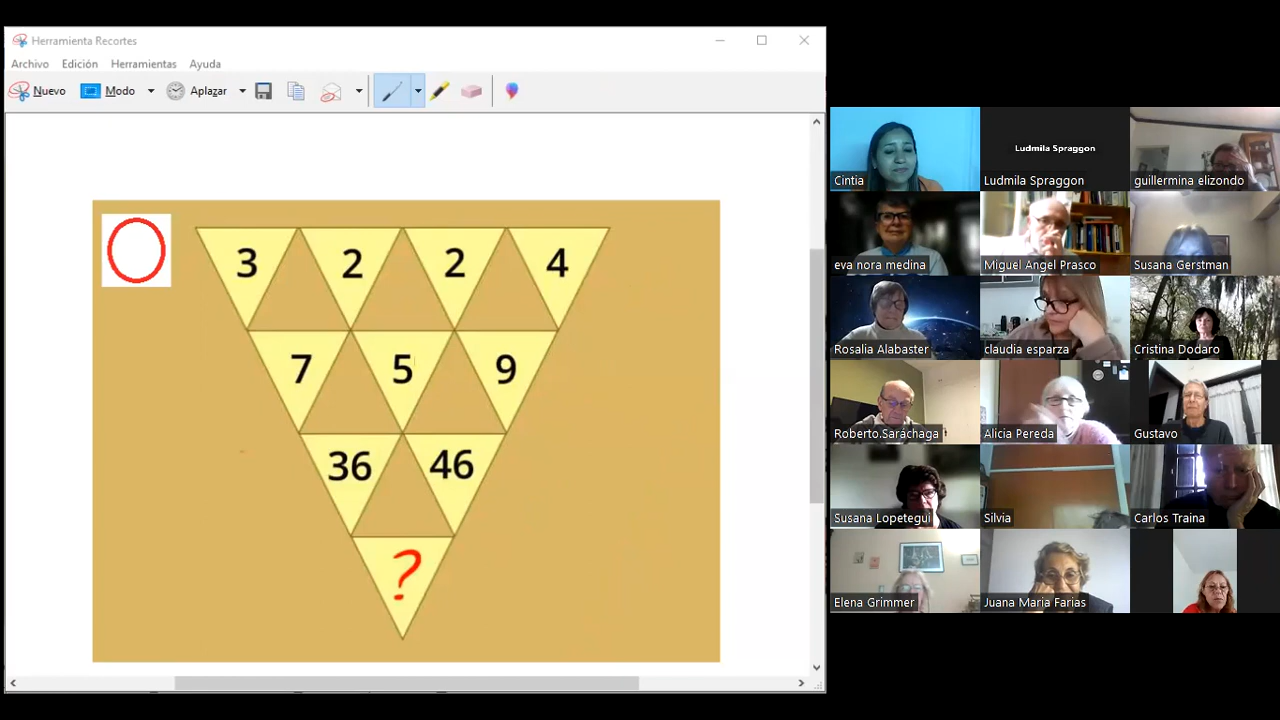 Herramienta Recortes
Archivo Edición Herramientas Ayuda
Nuevo Modo Aplazar
3 2 2 4
7 5 9
36 46
?
Cintia
Ludmila Spraggon
Ludmila Spraggon
guillermina elizondo
eva nora medina
Miguel Angel Prasco
Susana Gerstman
Rosalia Alabaster
claudia esparza
Cristina Dodaro
Roberto.Saráchaga
Alicia Pereda
Gustavo
Susana Lopetegui
Silvia
Carlos Traina
Elena Grimmer
Juana Maria Farias